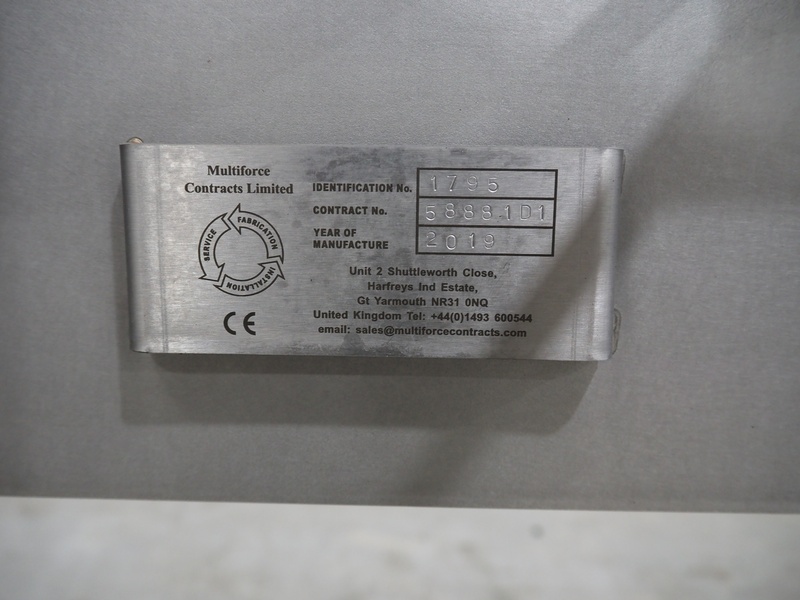 Multiforce
Contracts Limited
FABRICATION
INSTALLATION
SERVICE
CE
IDENTIFICATION No. 1795
CONTRACT No. 58881D1
YEAR OF
MANUFACTURE 2019
Unit 2 Shuttleworth Close,
Harfreys Ind Estate,
Gt Yarmouth NR31 0NQ
United Kingdom Tel: +44(0)1493 600544
email: sales@multiforcecontracts.com